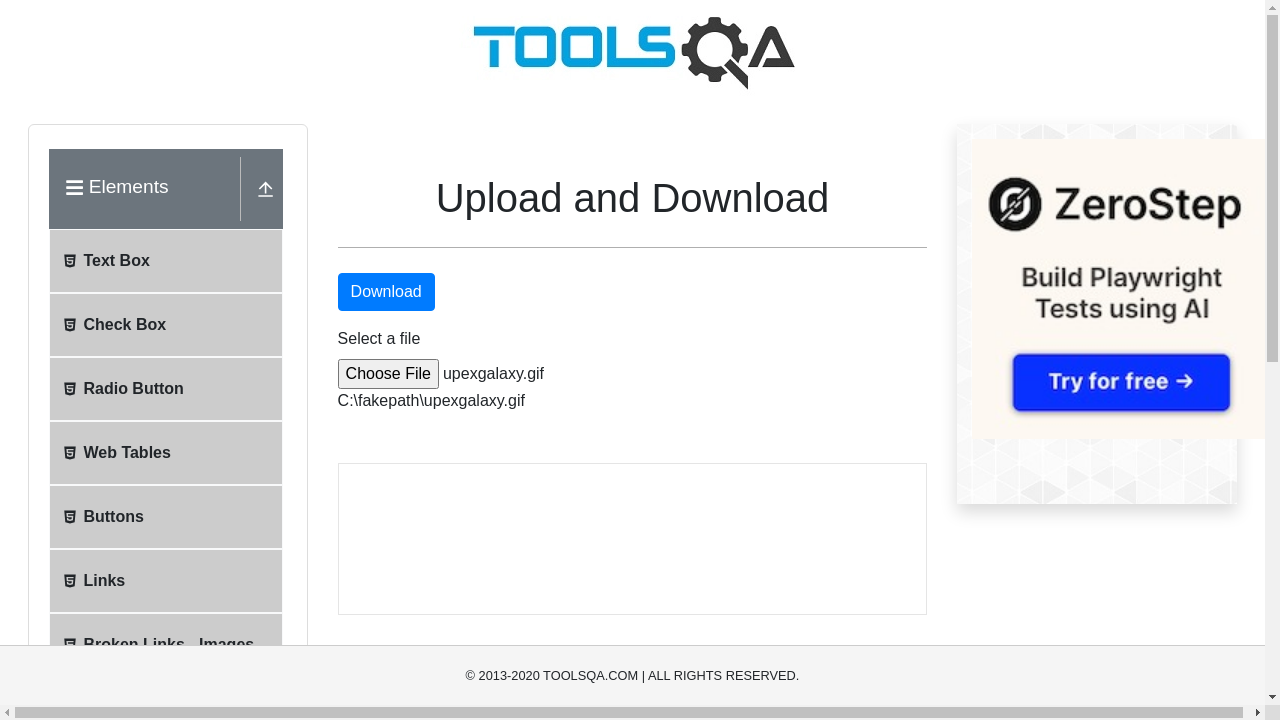 TOOLSQA
Elements
Text Box
Check Box
Radio Button
Web Tables
Buttons
Links
Broken Links - Images
Upload and Download
Download
Select a file
Choose File upexgalaxy.gif
C:\fakepath\upexgalaxy.gif
ZeroStep
Build Playwright
Tests using AI
Try for free →
© 2013-2020 TOOLSQA.COM | ALL RIGHTS RESERVED.